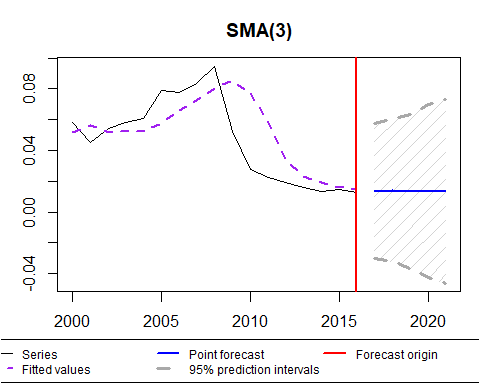 SMA(3)
0.08
0.04
0.00
-0.04
2000 2005 2010 2015 2020
Series Point forecast Forecast origin
Fitted values 95% prediction intervals